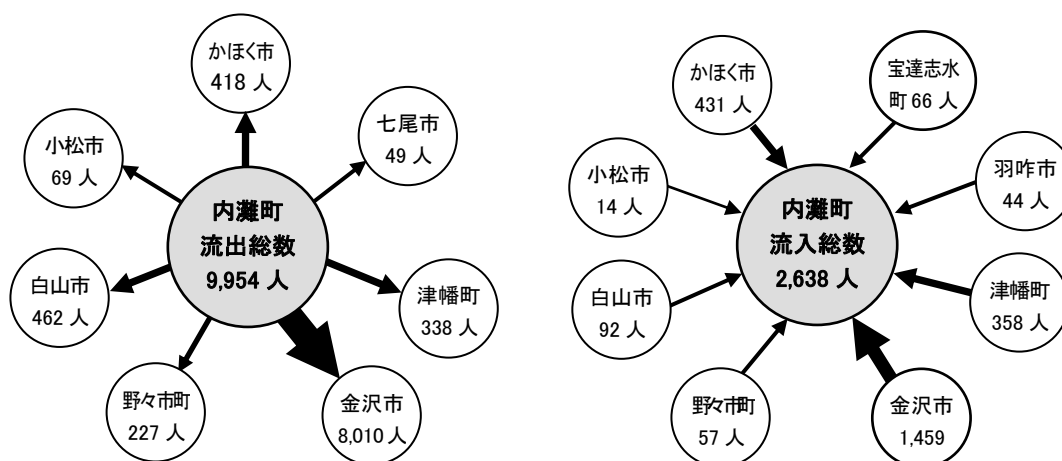 かほく市
418 人
七尾市
49 人
小松市
69 人
内灘町
流出総数
9,954 人
白山市
462 人
津幡町
338 人
野々市町
227 人
金沢市
8,010 人
かほく市
431 人
宝達志水
町 66 人
小松市
14 人
羽咋市
44 人
内灘町
流入総数
2,638 人
白山市
92 人
津幡町
358 人
野々市町
57 人
金沢市
1,459